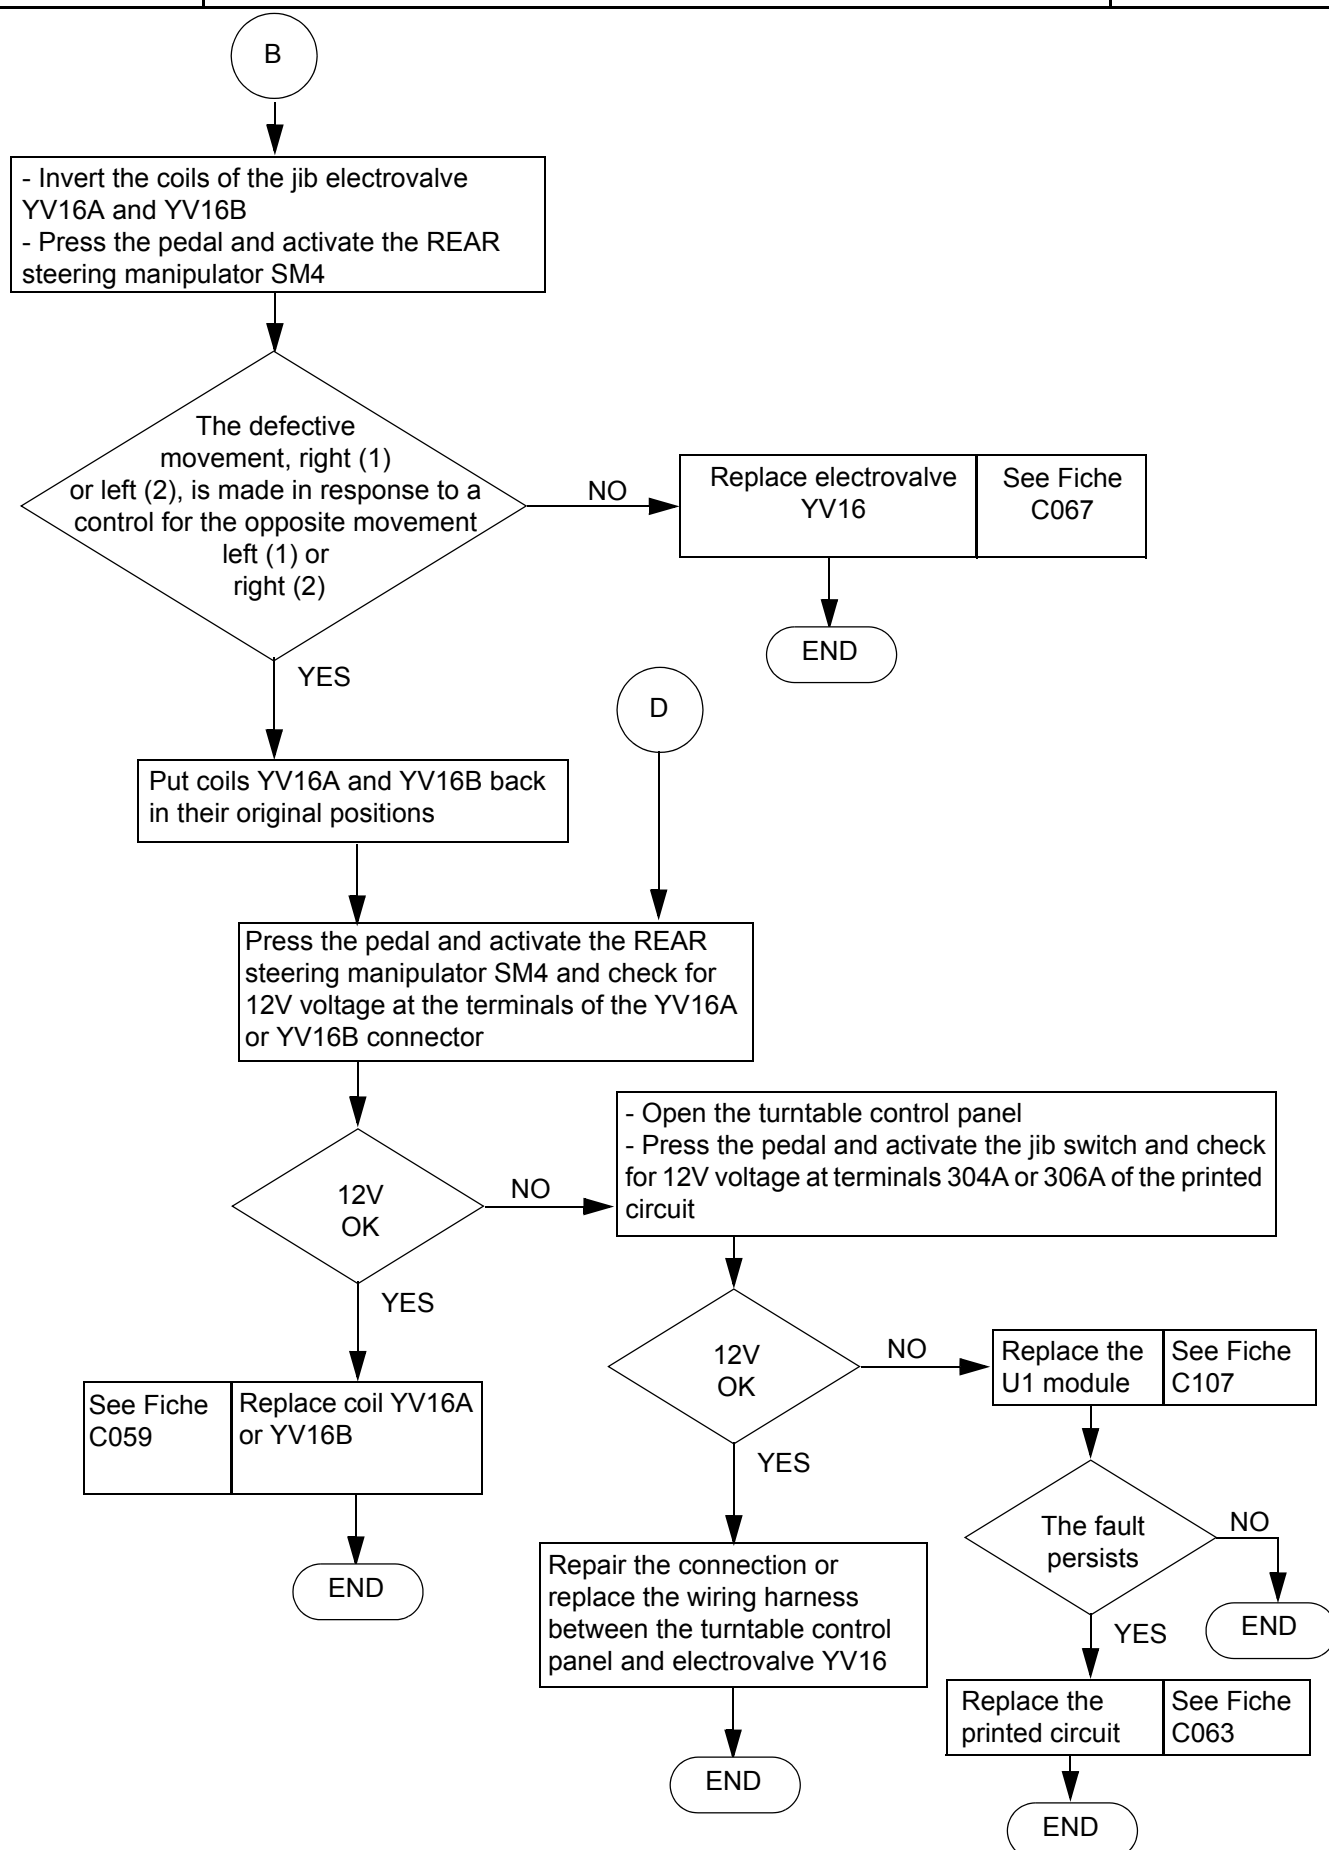 B
- Invert the coils of the jib electrovalve
YV16A and YV16B
- Press the pedal and activate the REAR
steering manipulator SM4
The defective
movement, right (1)
or left (2), is made in response to a
control for the opposite movement
left (1) or
right (2)
NO
Replace electrovalve
YV16
See Fiche
C067
END
YES
D
Put coils YV16A and YV16B back
in their original positions
Press the pedal and activate the REAR
steering manipulator SM4 and check for
12V voltage at the terminals of the YV16A
or YV16B connector
12V
OK
NO
- Open the turntable control panel
- Press the pedal and activate the jib switch and check
for 12V voltage at terminals 304A or 306A of the printed
circuit
YES
See Fiche
C059
Replace coil YV16A
or YV16B
END
12V
OK
NO
Replace the
U1 module
See Fiche
C107
YES
Repair the connection or
replace the wiring harness
between the turntable control
panel and electrovalve YV16
END
The fault
persists
NO
END
YES
Replace the
printed circuit
See Fiche
C063
END